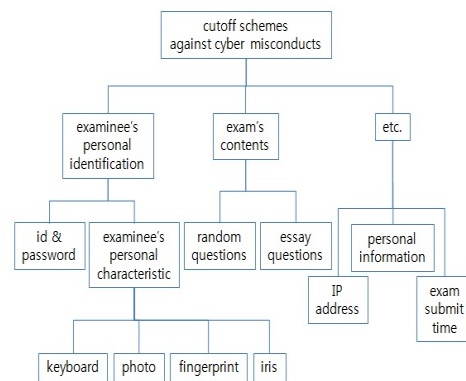 cutoff schemes
against cyber misconducts
examinee's
personal
identification
exam's
contents
etc.
id &
password
examinee's
personal
characteristic
random
questions
essay
questions
personal
information
IP
address
exam
submit
time
keyboard
photo
fingerprint
iris